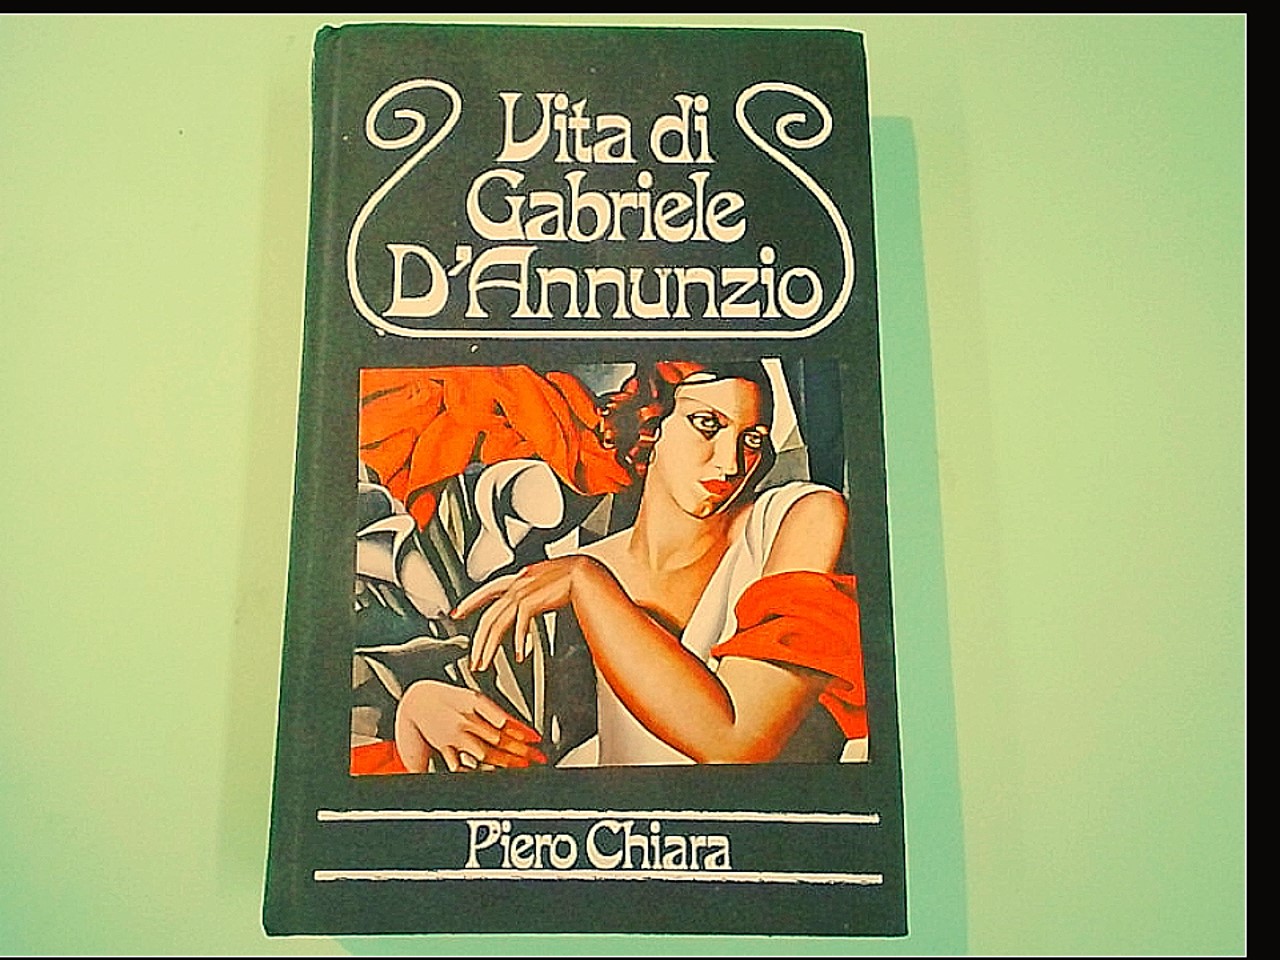 Vita di
Gabriele
D'Annunzio
Piero Chiara